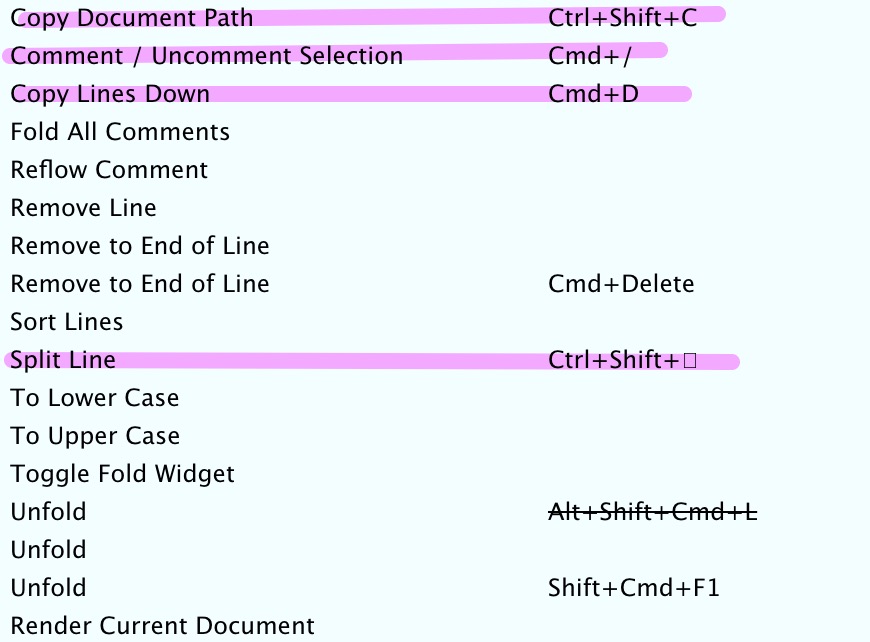 Copy Document Path Ctrl+Shift+C
Comment / Uncomment Selection Cmd+/
Copy Lines Down Cmd+D
Fold All Comments
Reflow Comment
Remove Line
Remove to End of Line
Remove to End of Line Cmd+Delete
Sort Lines
Split Line Ctrl+Shift+□
To Lower Case
To Upper Case
Toggle Fold Widget
Unfold Alt+Shift+Cmd+L
Unfold
Unfold Shift+Cmd+F1
Render Current Document